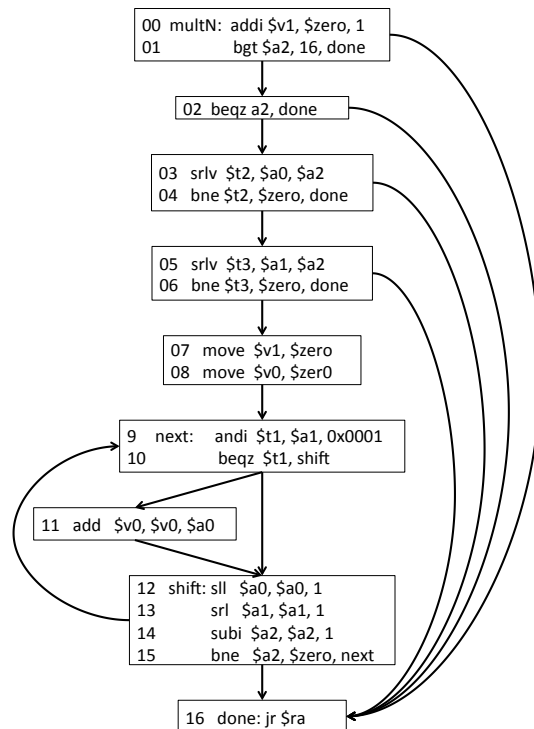 00 multN: addi $v1, $zero, 1
01 bgt $a2, 16, done
02 beqz a2, done
03 srlv $t2, $a0, $a2
04 bne $t2, $zero, done
05 srlv $t3, $a1, $a2
06 bne $t3, $zero, done
07 move $v1, $zero
08 move $v0, $zer0
9 next: andi $t1, $a1, 0x0001
10 beqz $t1, shift
11 add $v0, $v0, $a0
12 shift: sll $a0, $a0, 1
13 srl $a1, $a1, 1
14 subi $a2, $a2, 1
15 bne $a2, $zero, next
16 done: jr $ra